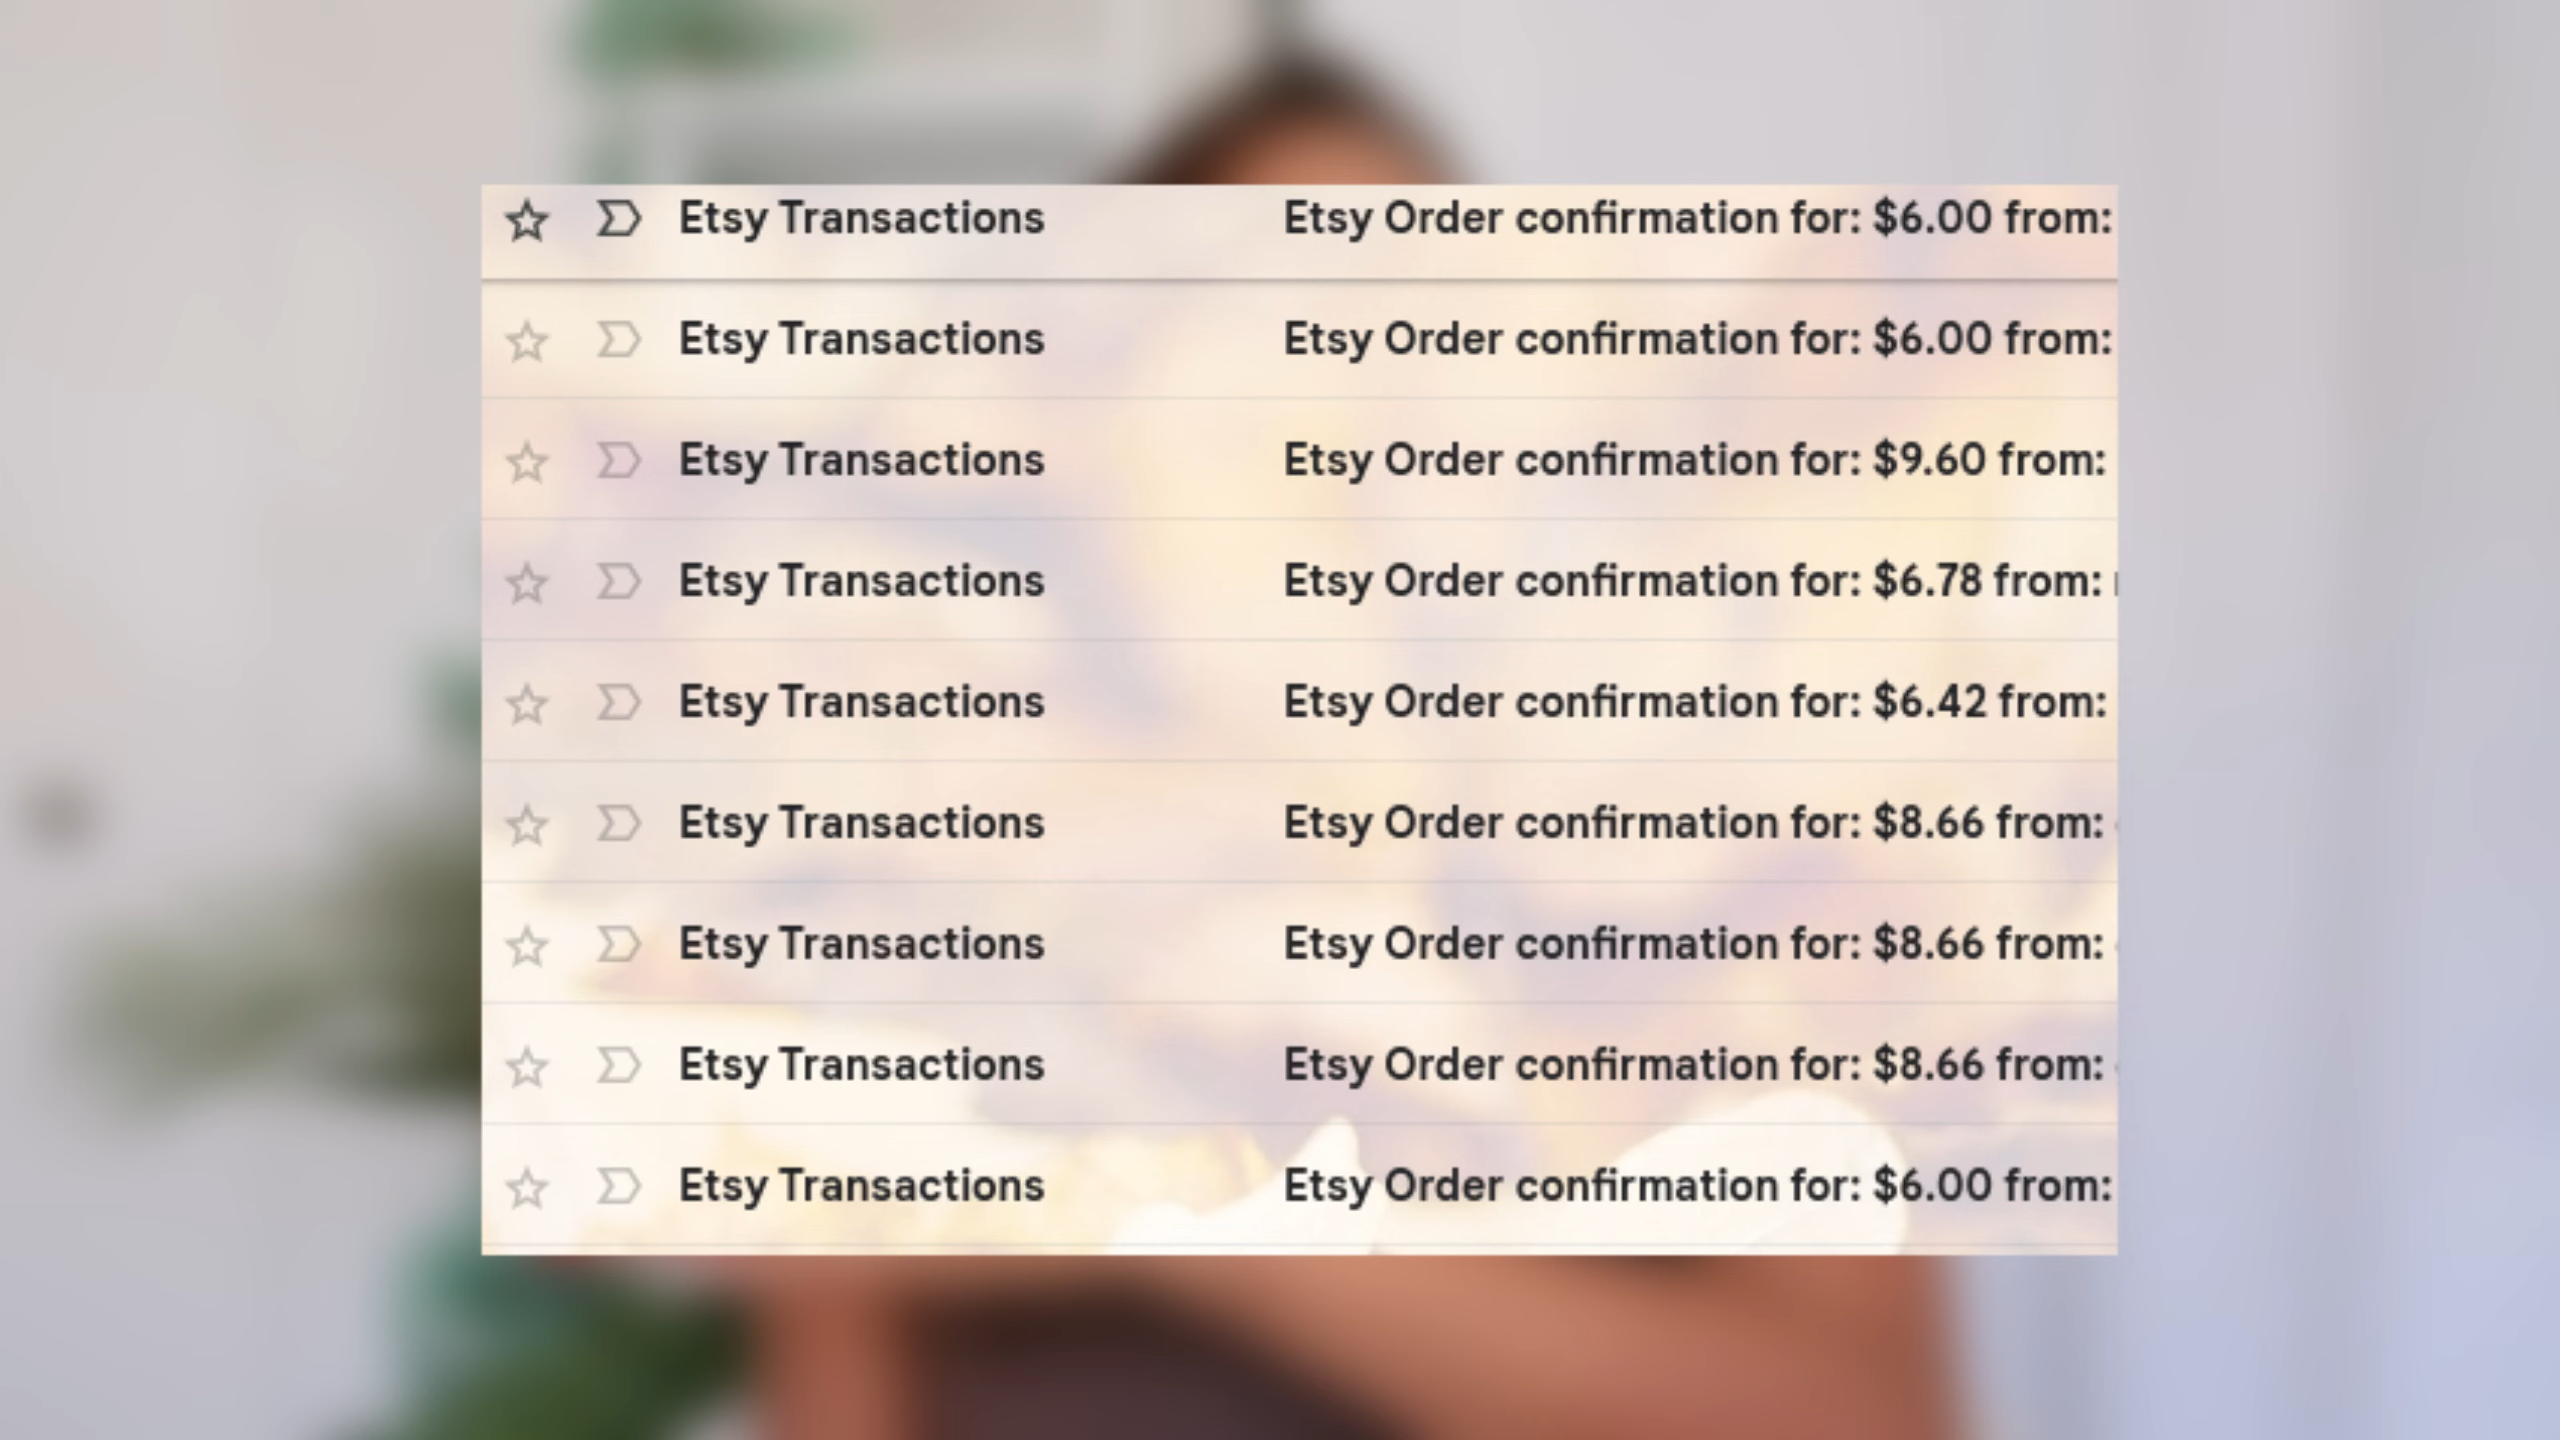 Etsy Transactions Etsy Order confirmation for: $6.00 from:
Etsy Transactions Etsy Order confirmation for: $6.00 from:
Etsy Transactions Etsy Order confirmation for: $9.60 from:
Etsy Transactions Etsy Order confirmation for: $6.78 from:
Etsy Transactions Etsy Order confirmation for: $6.42 from:
Etsy Transactions Etsy Order confirmation for: $8.66 from:
Etsy Transactions Etsy Order confirmation for: $8.66 from:
Etsy Transactions Etsy Order confirmation for: $8.66 from:
Etsy Transactions Etsy Order confirmation for: $6.00 from: